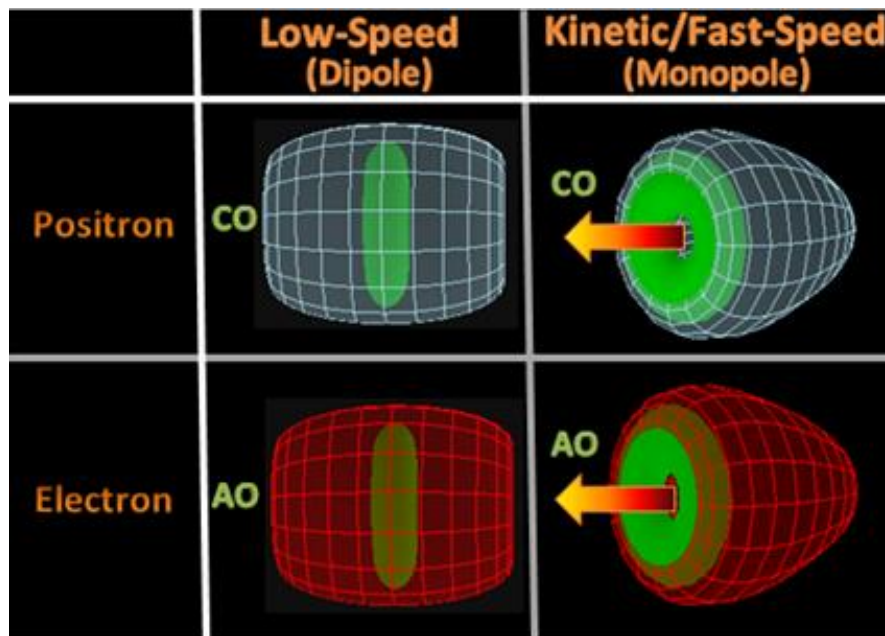 Low-Speed
(Dipole)
Kinetic/Fast-Speed
(Monopole)
Positron
CO
CO
Electron
AO
AO